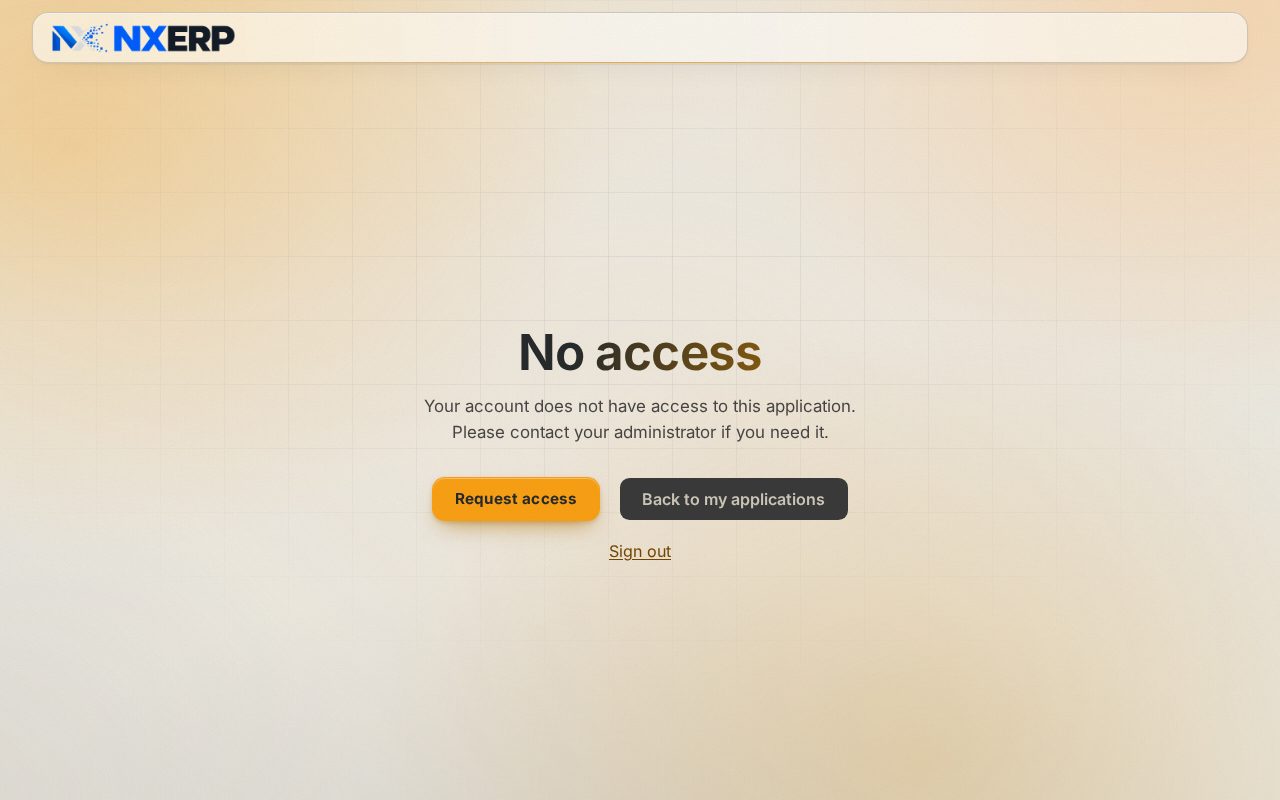 NXERP
No access
Your account does not have access to this application.
Please contact your administrator if you need it.
Request access
Back to my applications
Sign out